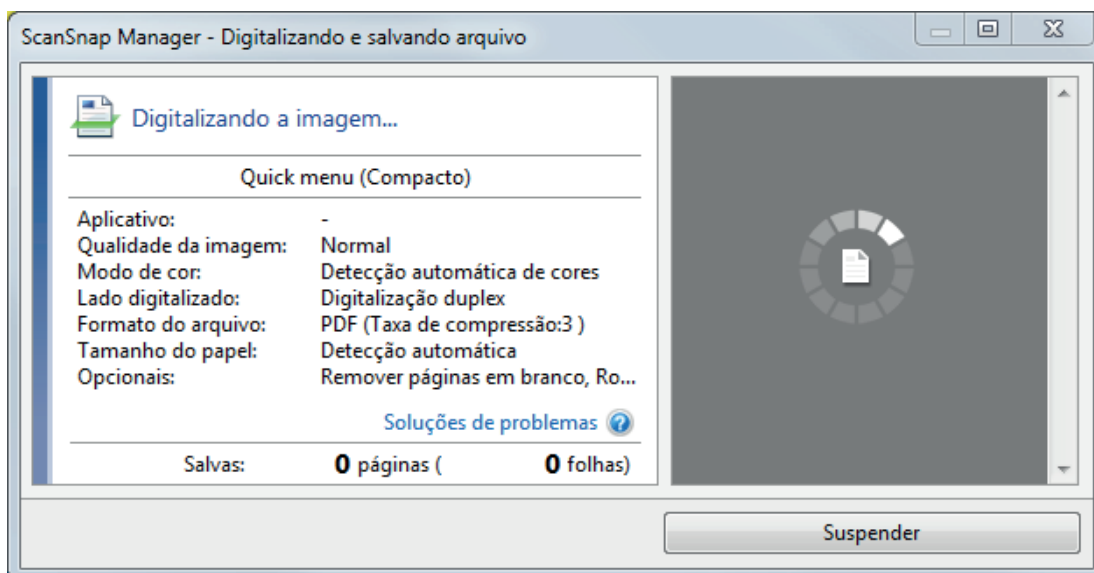 ScanSnap Manager - Digitalizando e salvando arquivo
Digitalizando a imagem...
Quick menu (Compacto)
Aplicativo: -
Qualidade da imagem: Normal
Modo de cor: Detecção automática de cores
Lado digitalizado: Digitalização duplex
Formato do arquivo: PDF (Taxa de compressão:3 )
Tamanho do papel: Detecção automática
Opcionais: Remover páginas em branco, Ro...
Soluções de problemas ?
Salvas: 0 páginas ( 0 folhas)
Suspender